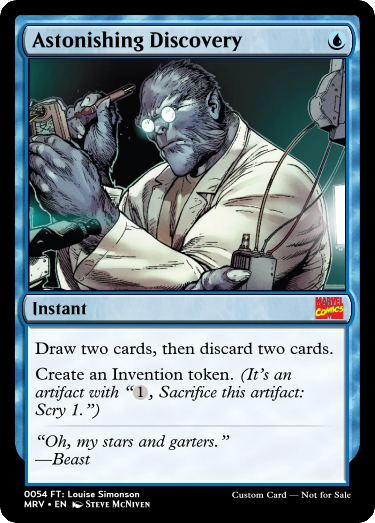 Astonishing Discovery
Instant
MARVEL
COMICS
Draw two cards, then discard two cards.
Create an Invention token. (It's an
artifact with “1, Sacrifice this artifact:
Scry 1.”)
“Oh, my stars and garters.”
—Beast
0054 FT: Louise Simonson
MRV • EN Steve McNiven
Custom Card — Not for Sale